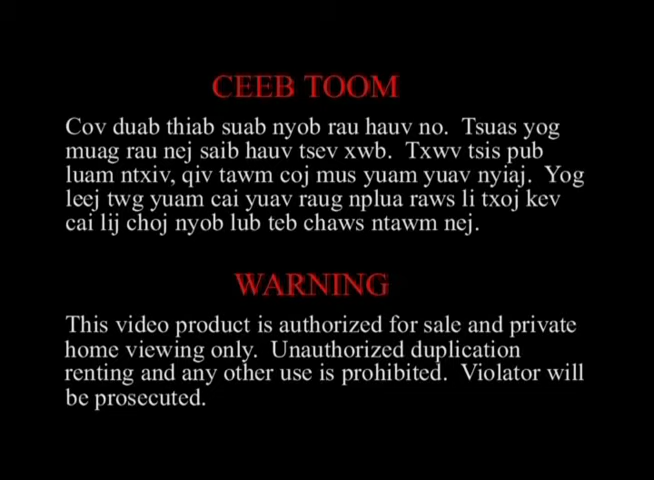 CEEB TOOM
Cov duab thiab suab nyob rau hauv no. Tsuas yog
muag rau nej saib hauv tsev xwb. Txwv tsis pub
luam ntxiv, qiv tawm coj mus yuam yuav nyiaj. Yog
leej twg yuam cai yuav raug nplua raws li txoj kev
cai lij choj nyob lub teb chaws ntawm nej.
WARNING
This video product is authorized for sale and private
home viewing only. Unauthorized duplication
renting and any other use is prohibited. Violator will
be prosecuted.